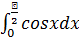 ∫₀^(/2) cosxdx